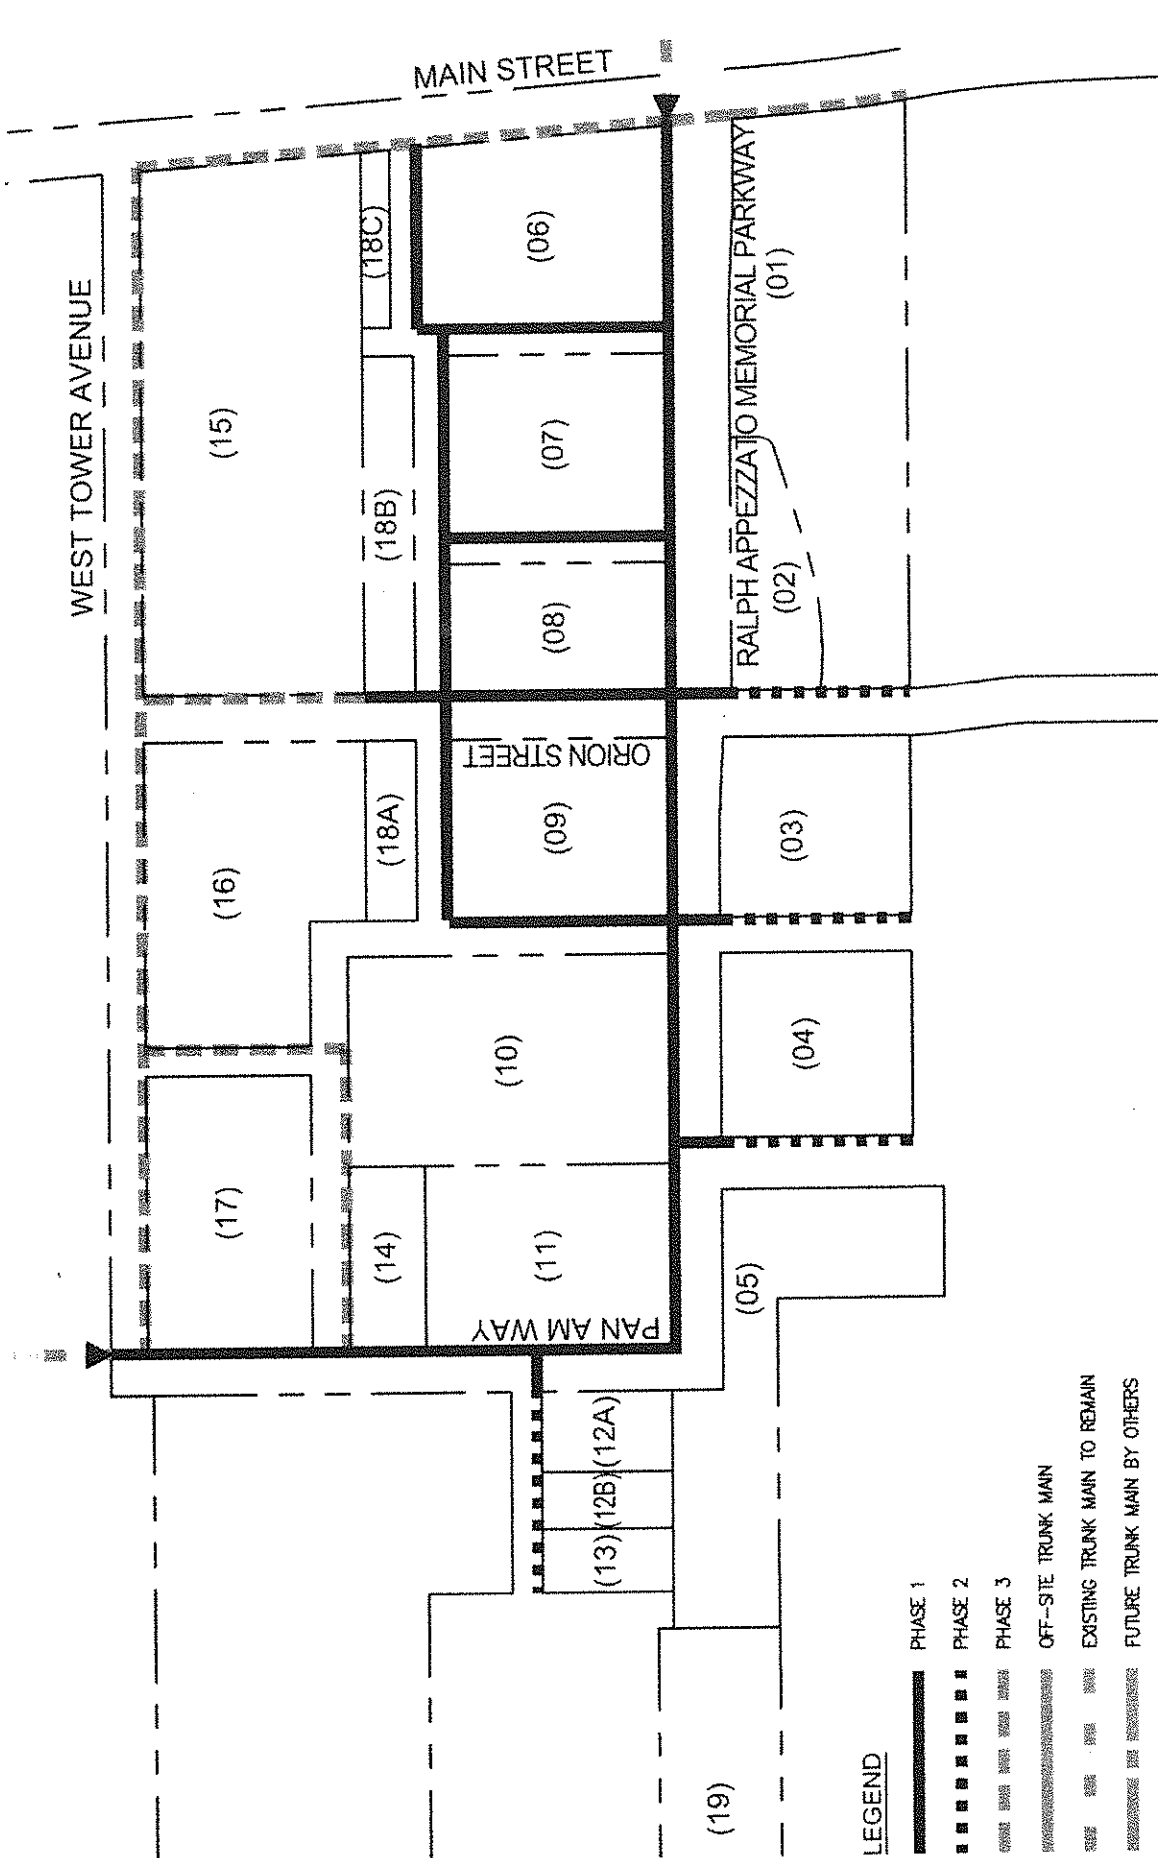 MAIN STREET
WEST TOWER AVENUE
(15)
(18C)
(06)
RALPH APPEZZATO MEMORIAL PARKWAY
(01)
(18B)
(07)
(08)
(02)
(16)
(18A)
ORION STREET
(09)
(03)
(10)
(04)
(17)
(14)
(11)
(05)
PAN AM WAY
(12A)
(12B)
(13)
(19)
LEGEND
PHASE 1
PHASE 2
PHASE 3
OFF-SITE TRUNK MAIN
EXISTING TRUNK MAIN TO REMAIN
FUTURE TRUNK MAIN BY OTHERS